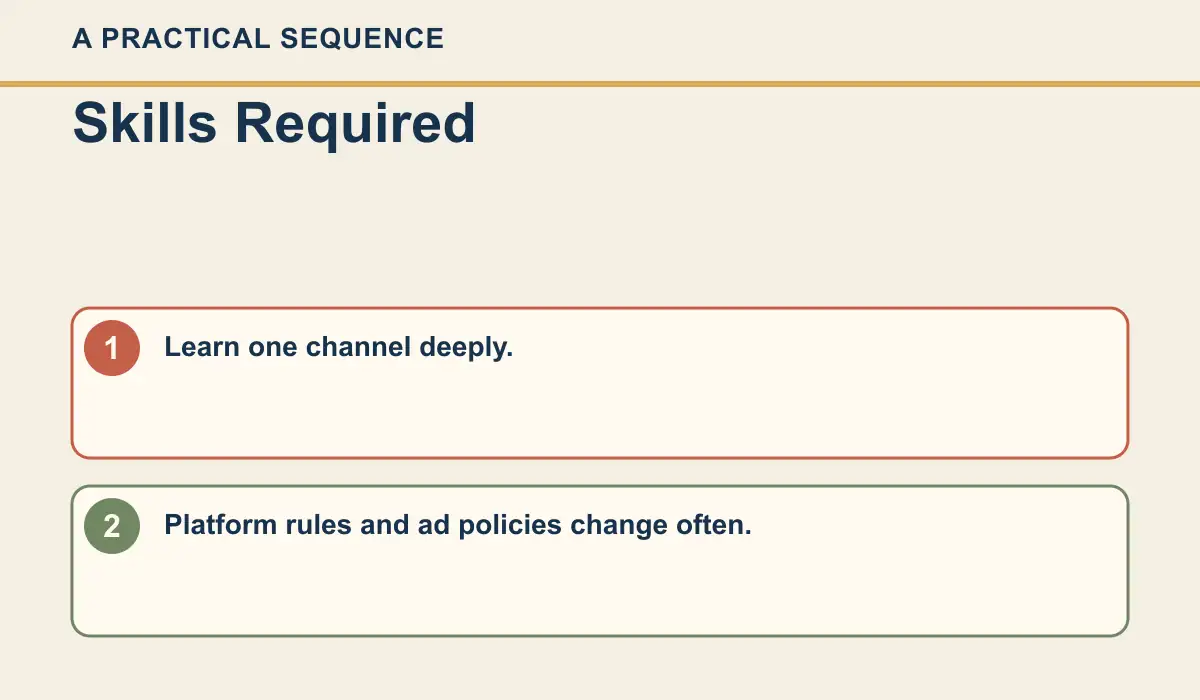 A PRACTICAL SEQUENCE
Skills Required
1 Learn one channel deeply.
2 Platform rules and ad policies change often.